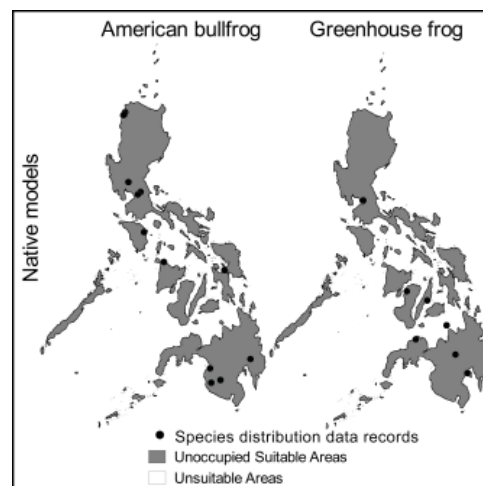 American bullfrog
Greenhouse frog
Native models
Species distribution data records
Unoccupied Suitable Areas
Unsuitable Areas